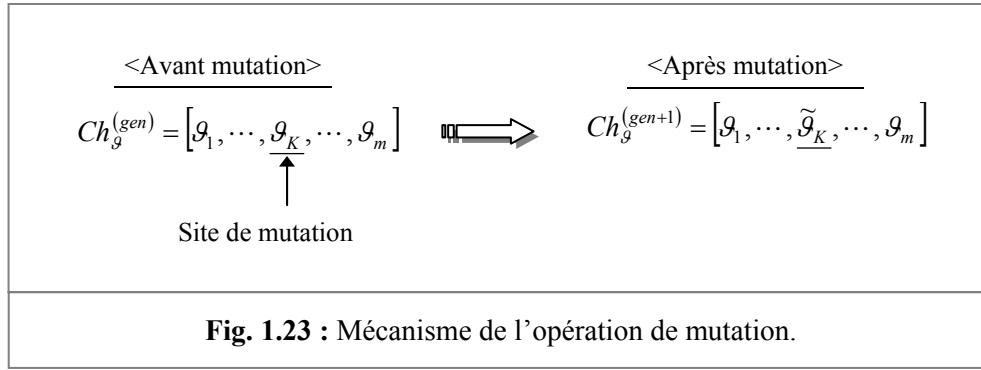 <Avant mutation>
<Après mutation>
Ch_ϑ^(gen) = [ϑ_1, ⋯, ϑ_K, ⋯, ϑ_m]
Ch_ϑ^(gen+1) = [ϑ_1, ⋯, ϑ̃_K, ⋯, ϑ_m]
Site de mutation
Fig. 1.23 : Mécanisme de l’opération de mutation.